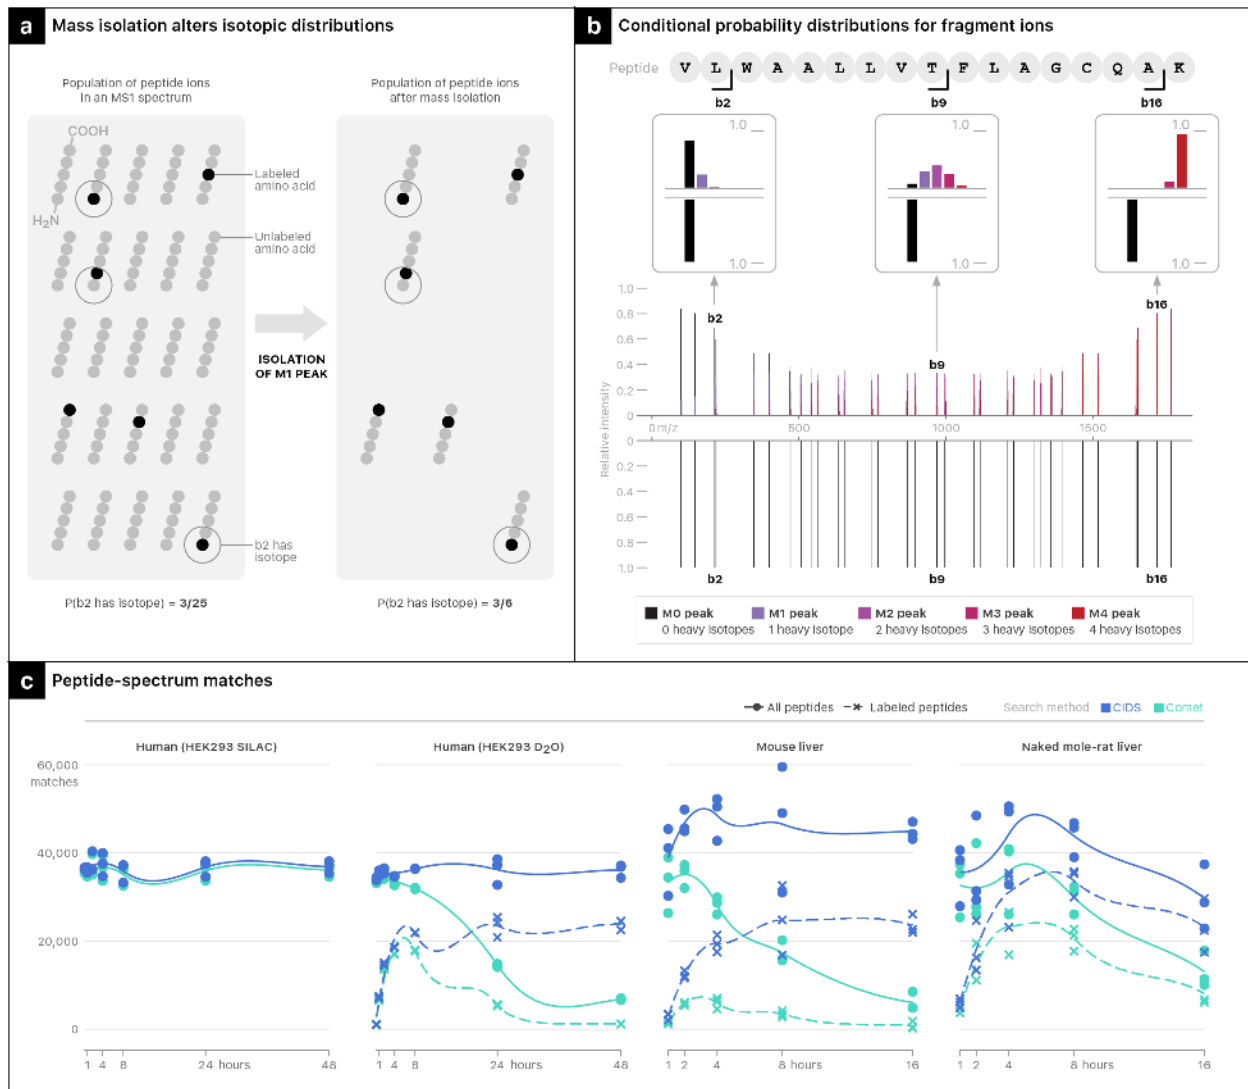 a Mass isolation alters isotopic distributions
Population of peptide ions
in an MS1 spectrum
Population of peptide ions
after mass isolation
COOH
H2N
Labeled
amino acid
Unlabeled
amino acid
ISOLATION
OF M1 PEAK
b2 has
isotope
P(b2 has isotope) = 3/25
P(b2 has isotope) = 3/6
b Conditional probability distributions for fragment ions
Peptide V L W A A L L V T F L A G C Q A K
b2 b9 b16
1.0 1.0 1.0
1.0 1.0 1.0
1.0
0.8
0.6
0.4
0.2
0
b2 b9 b16
Relative intensity
0 m/z 500 1000 1500
0
0.2
0.4
0.6
0.8
1.0
b2 b9 b16
M0 peak M1 peak M2 peak M3 peak M4 peak
0 heavy isotopes 1 heavy isotope 2 heavy isotopes 3 heavy isotopes 4 heavy isotopes
c Peptide-spectrum matches
All peptides Labeled peptides Search method CIDS Comet
Human (HEK293 SILAC) Human (HEK293 D2O) Mouse liver Naked mole-rat liver
60,000
matches
40,000
20,000
0
1 4 8 24 hours 48 1 4 8 24 hours 48 1 2 4 8 hours 16 1 2 4 8 hours 16